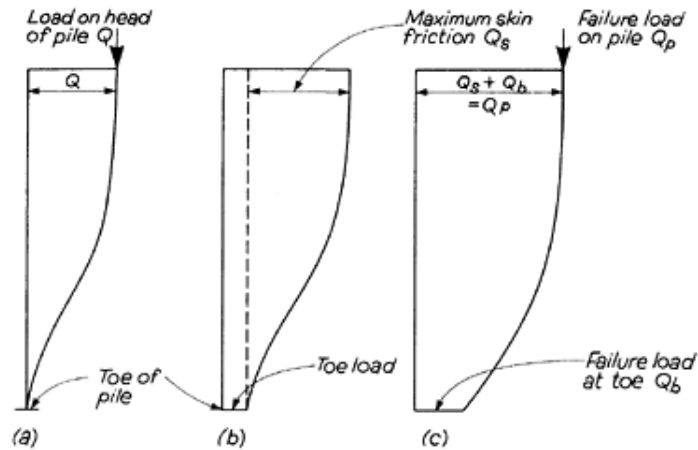 Load on head
of pile Q
Q
Toe of
pile
(a)
Maximum skin
friction Qs
Toe load
(b)
Failure load
on pile Qp
Qs + Qb
= Qp
Failure load
at toe Qb
(c)